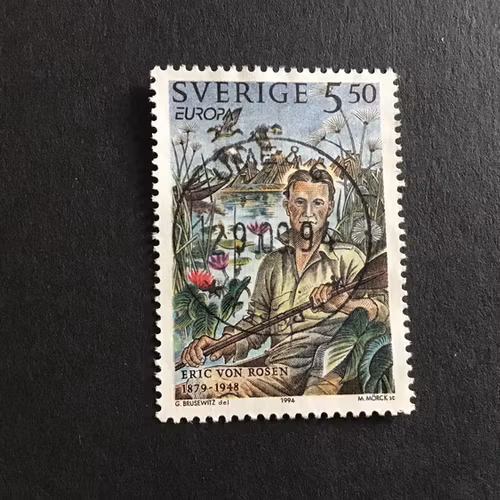 SVERIGE 5 50
EUROPA
ERIC VON ROSEN
1879-1948
G. BRUSEWITZ del 1994 M. MÖRCK sc